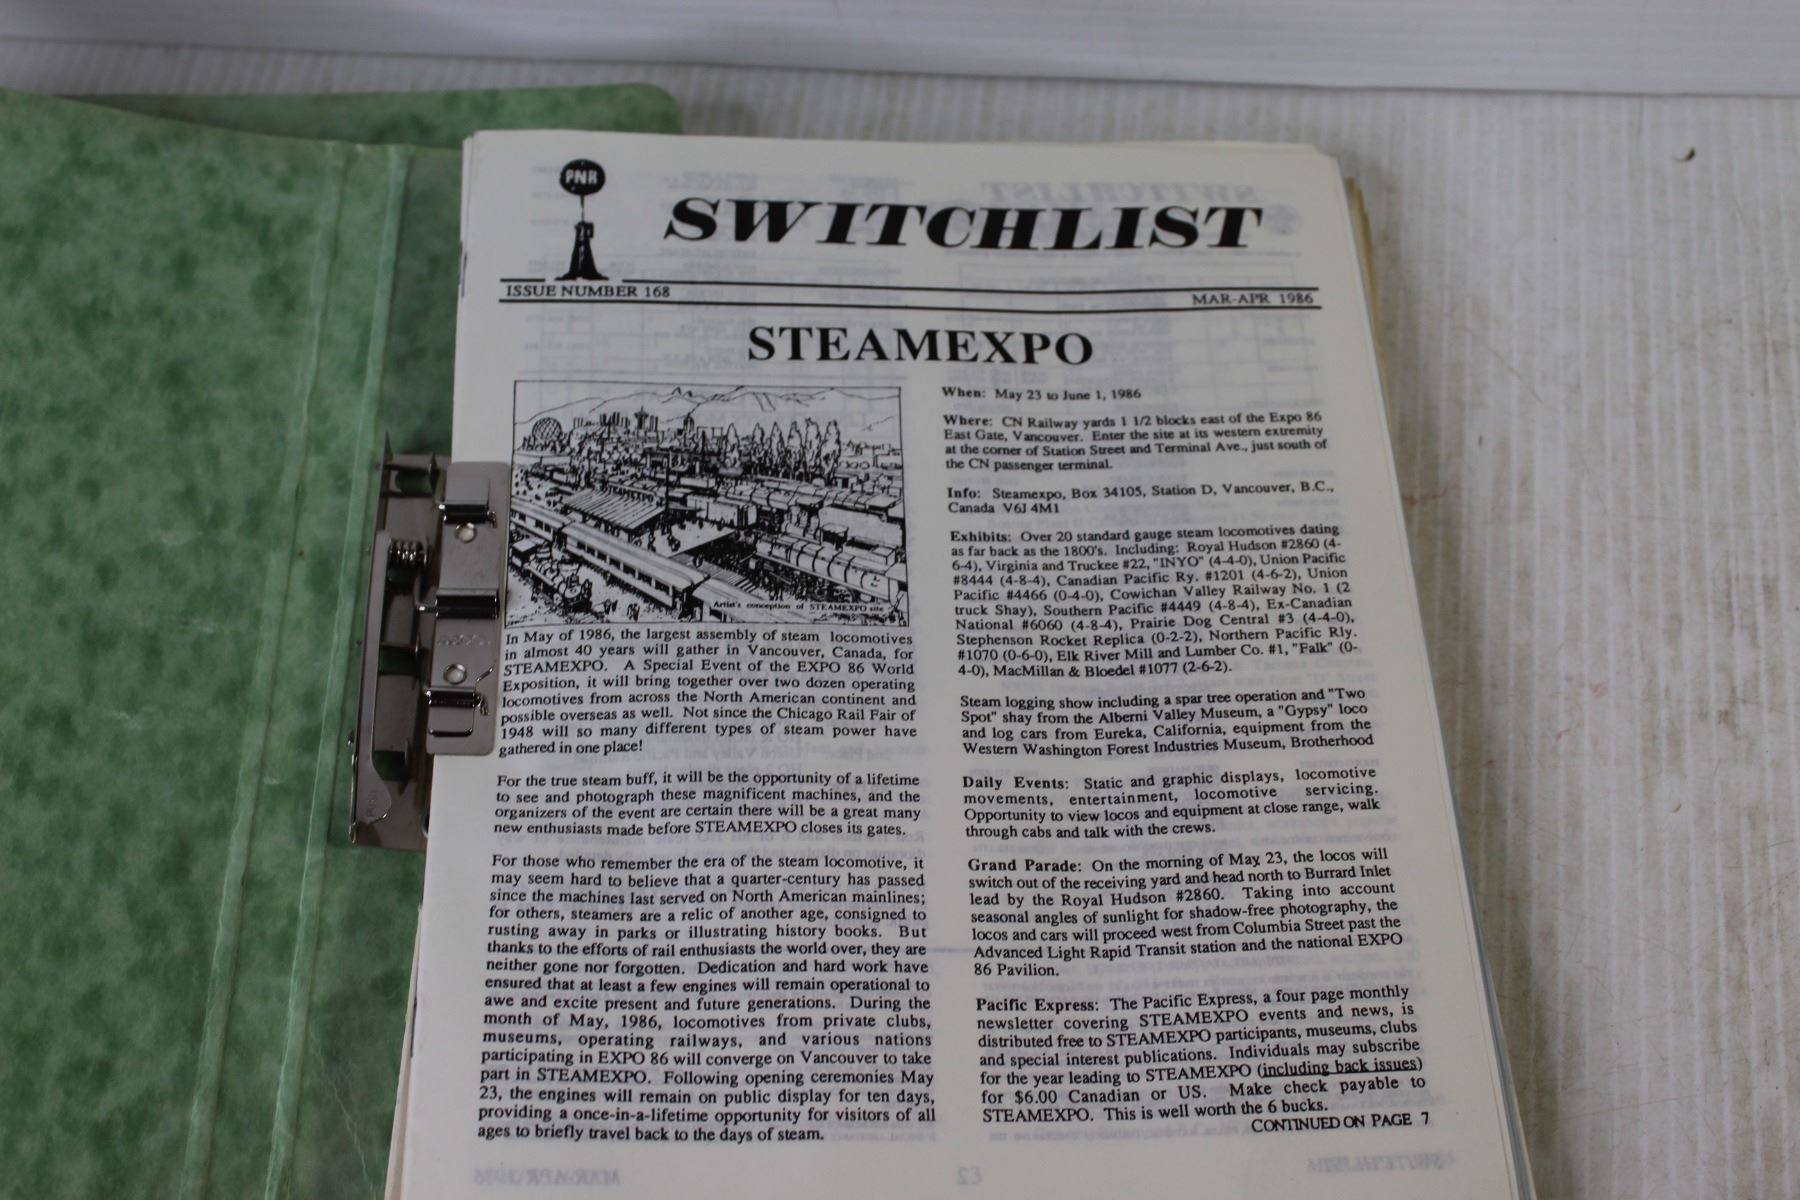 PNR
SWITCHLIST
ISSUE NUMBER 168
MAR-APR 1986
STEAMEXPO
STEAMEXPO
Artist's conception of STEAMEXPO site
In May of 1986, the largest assembly of steam locomotives
in almost 40 years will gather in Vancouver, Canada, for
STEAMEXPO. A Special Event of the EXPO 86 World
Exposition, it will bring together over two dozen operating
locomotives from across the North American continent and
possible overseas as well. Not since the Chicago Rail Fair of
1948 will so many different types of steam power have
gathered in one place!
For the true steam buff, it will be the opportunity of a lifetime
to see and photograph these magnificent machines, and the
organizers of the event are certain there will be a great many
new enthusiasts made before STEAMEXPO closes its gates.
For those who remember the era of the steam locomotive, it
may seem hard to believe that a quarter-century has passed
since the machines last served on North American mainlines;
for others, steamers are a relic of another age, consigned to
rusting away in parks or illustrating history books. But
thanks to the efforts of rail enthusiasts the world over, they are
neither gone nor forgotten. Dedication and hard work have
ensured that at least a few engines will remain operational to
awe and excite present and future generations. During the
month of May, 1986, locomotives from private clubs,
museums, operating railways, and various nations
participating in EXPO 86 will converge on Vancouver to take
part in STEAMEXPO. Following opening ceremonies May
23, the engines will remain on public display for ten days,
providing a once-in-a-lifetime opportunity for visitors of all
ages to briefly travel back to the days of steam.
When: May 23 to June 1, 1986
Where: CN Railway yards 1 1/2 blocks east of the Expo 86
East Gate, Vancouver. Enter the site at its western extremity
at the corner of Station Street and Terminal Ave., just south of
the CN passenger terminal.
Info: Steamexpo, Box 34105, Station D, Vancouver, B.C.,
Canada V6J 4M1
Exhibits: Over 20 standard gauge steam locomotives dating
as far back as the 1800's. Including: Royal Hudson #2860 (4-
6-4), Virginia and Truckee #22, "INYO" (4-4-0), Union Pacific
#8444 (4-8-4), Canadian Pacific Ry. #1201 (4-6-2), Union
Pacific #4466 (0-4-0), Cowichan Valley Railway No. 1 (2
truck Shay), Southern Pacific #4449 (4-8-4), Ex-Canadian
National #6060 (4-8-4), Prairie Dog Central #3 (4-4-0),
Stephenson Rocket Replica (0-2-2), Northern Pacific Rly.
#1070 (0-6-0), Elk River Mill and Lumber Co. #1, "Falk" (0-
4-0), MacMillan & Bloedel #1077 (2-6-2).
Steam logging show including a spar tree operation and "Two
Spot" shay from the Alberni Valley Museum, a "Gypsy" loco
and log cars from Eureka, California, equipment from the
Western Washington Forest Industries Museum, Brotherhood
Daily Events: Static and graphic displays, locomotive
movements, entertainment, locomotive servicing.
Opportunity to view locos and equipment at close range, walk
through cabs and talk with the crews.
Grand Parade: On the morning of May 23, the locos will
switch out of the receiving yard and head north to Burrard Inlet
lead by the Royal Hudson #2860. Taking into account
seasonal angles of sunlight for shadow-free photography, the
locos and cars will proceed west from Columbia Street past the
Advanced Light Rapid Transit station and the national EXPO
86 Pavilion.
Pacific Express: The Pacific Express, a four page monthly
newsletter covering STEAMEXPO events and news, is
distributed free to STEAMEXPO participants, museums, clubs
and special interest publications. Individuals may subscribe
for the year leading to STEAMEXPO (including back issues)
for $6.00 Canadian or US. Make check payable to
STEAMEXPO. This is well worth the 6 bucks.
CONTINUED ON PAGE 7